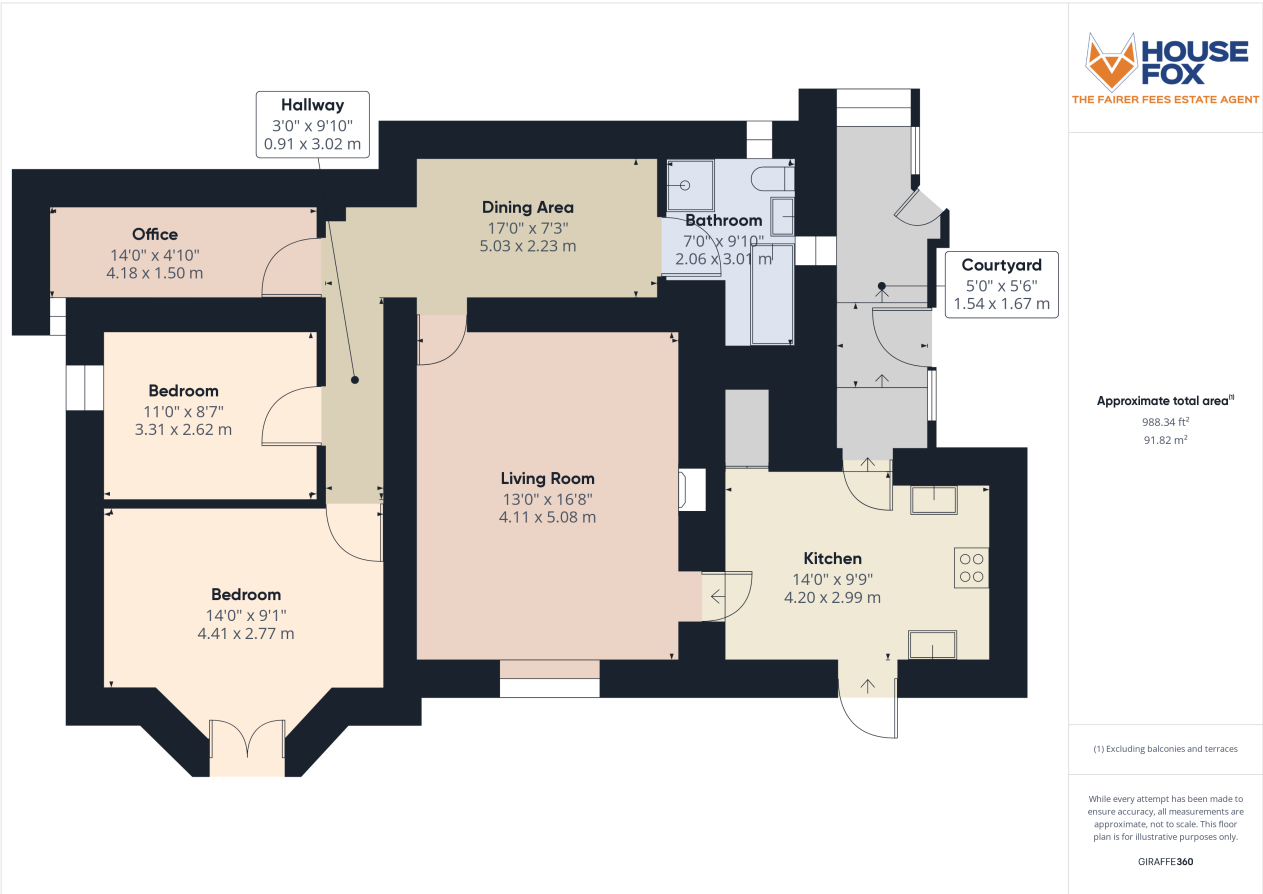 Hallway
3'0" x 9'10"
0.91 x 3.02 m
Dining Area
17'0" x 7'3"
5.03 x 2.23 m
Office
14'0" x 4'10"
4.18 x 1.50 m
Bathroom
7'0" x 9'10"
2.06 x 3.01 m
Courtyard
5'0" x 5'6"
1.54 x 1.67 m
Bedroom
11'0" x 8'7"
3.31 x 2.62 m
Living Room
13'0" x 16'8"
4.11 x 5.08 m
Kitchen
14'0" x 9'9"
4.20 x 2.99 m
Bedroom
14'0" x 9'1"
4.41 x 2.77 m
HOUSE
FOX
THE FAIRER FEES ESTATE AGENT
Approximate total area(1)
988.34 ft²
91.82 m²
(1) Excluding balconies and terraces
While every attempt has been made to
ensure accuracy, all measurements are
approximate, not to scale. This floor
plan is for illustrative purposes only.
GIRAFFE360